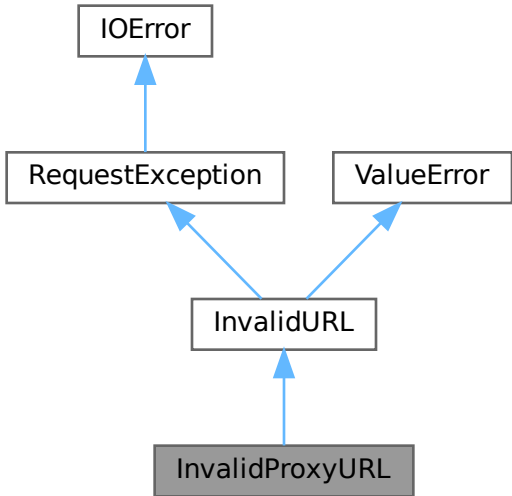 IOError
RequestException
ValueError
InvalidURL
InvalidProxyURL